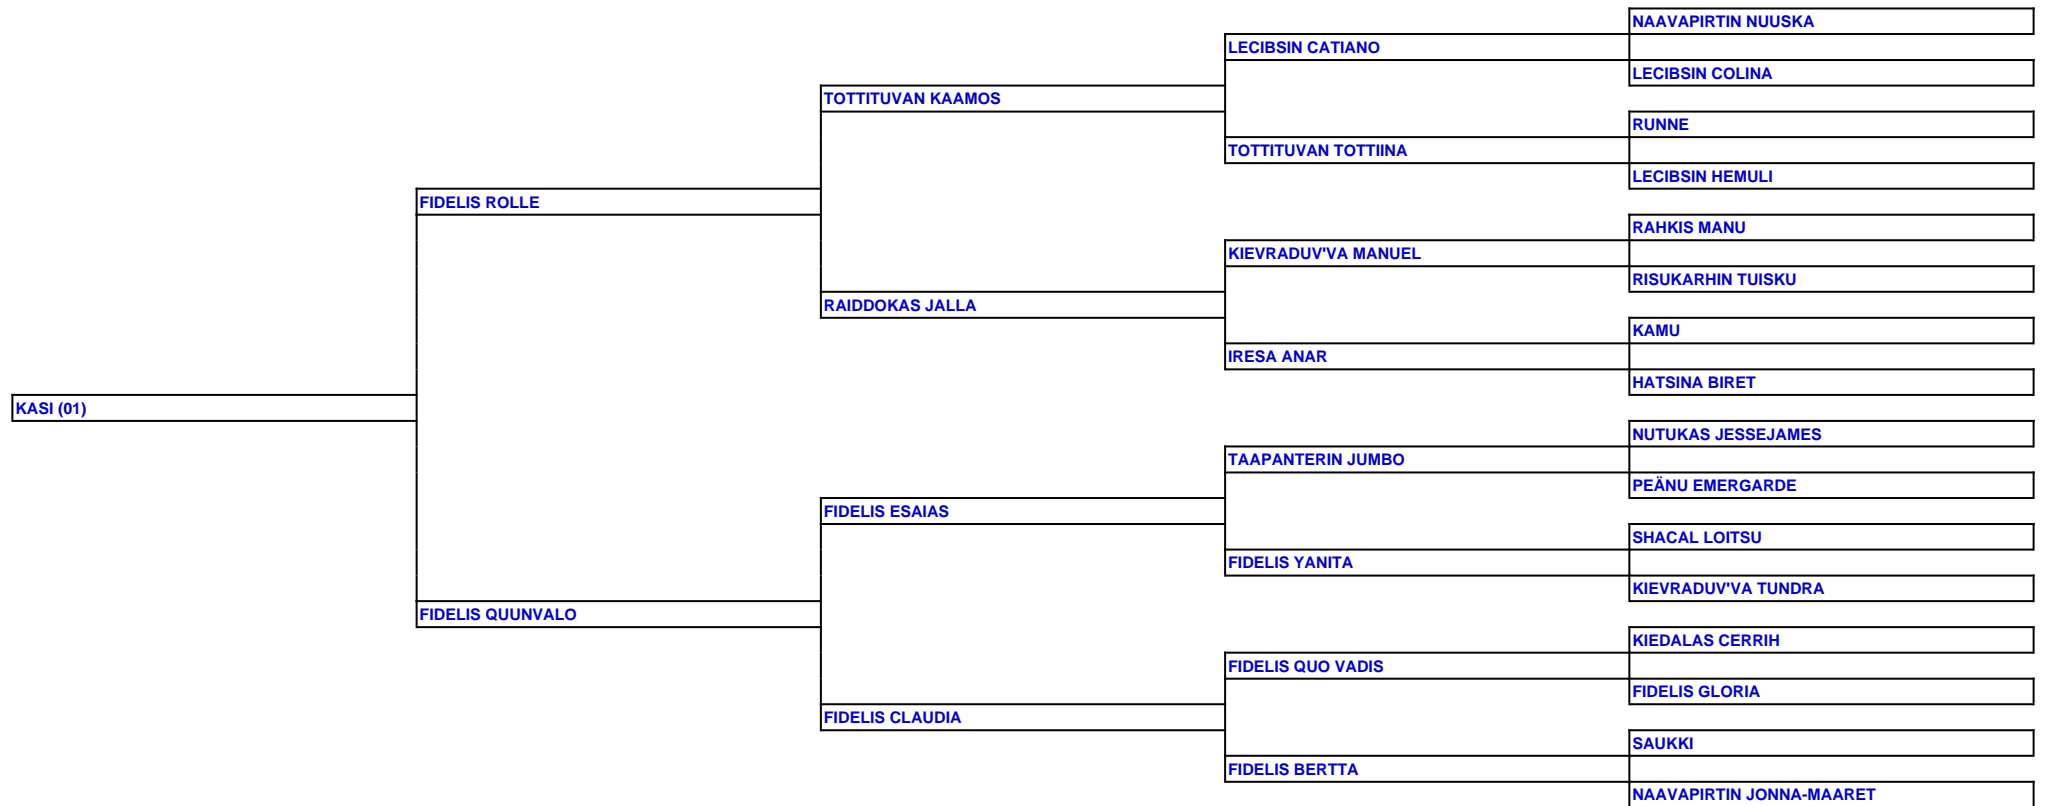 NAAVAPIRTIN NUUSKA
LECIBSIN CATIANO
LECIBSIN COLINA
TOTTITUVAN KAAMOS
RUNNE
TOTTITUVAN TOTTIINA
LECIBSIN HEMULI
FIDELIS ROLLE
RAHKIS MANU
KIEVRADUV'VA MANUEL
RISUKARHIN TUISKU
RAIDDOKAS JALLA
KAMU
IRESA ANAR
HATSINA BIRET
KASI (01)
NUTUKAS JESSEJAMES
TAAPANTERIN JUMBO
PEÄNU EMERGARDE
FIDELIS ESAIAS
SHACAL LOITSU
FIDELIS YANITA
KIEVRADUV'VA TUNDRA
FIDELIS QUUNVALO
KIEDALAS CERRIH
FIDELIS QUO VADIS
FIDELIS GLORIA
FIDELIS CLAUDIA
SAUKKI
FIDELIS BERTTA
NAAVAPIRTIN JONNA-MAARET